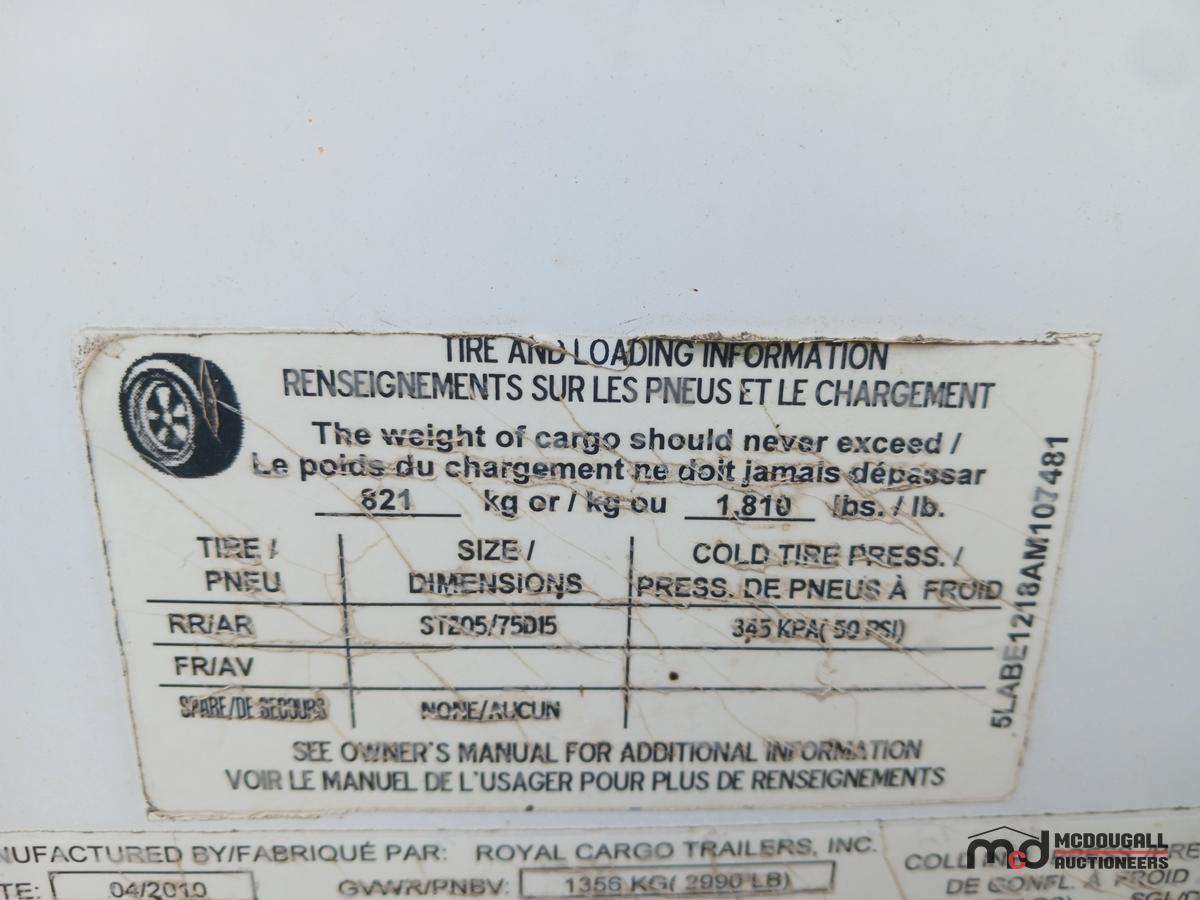 TIRE AND LOADING INFORMATION
RENSEIGNEMENTS SUR LES PNEUS ET LE CHARGEMENT
The weight of cargo should never exceed /
Le poids du chargement ne doit jamais dépassar
821 kg or / kg ou 1,810 lbs. / lb.
TIRE / SIZE / COLD TIRE PRESS. /
PNEU DIMENSIONS PRESS. DE PNEUS À FROID
RR/AR ST205/75D15 345 KPA( 50 PSI)
FR/AV
SPARE/DE SECOURS NONE/AUCUN
SEE OWNER'S MANUAL FOR ADDITIONAL INFORMATION
VOIR LE MANUEL DE L'USAGER POUR PLUS DE RENSEIGNEMENTS
5LABE1218AM107481
NUFACTURED BY/FABRIQUÉ PAR: ROYAL CARGO TRAILERS, INC.
TE: 04/2010 GVWR/PNBV: 1356 KG( 2990 LB)
COLD
DE CONFL. À FROID
mcd MCDOUGALL
AUCTIONEERS